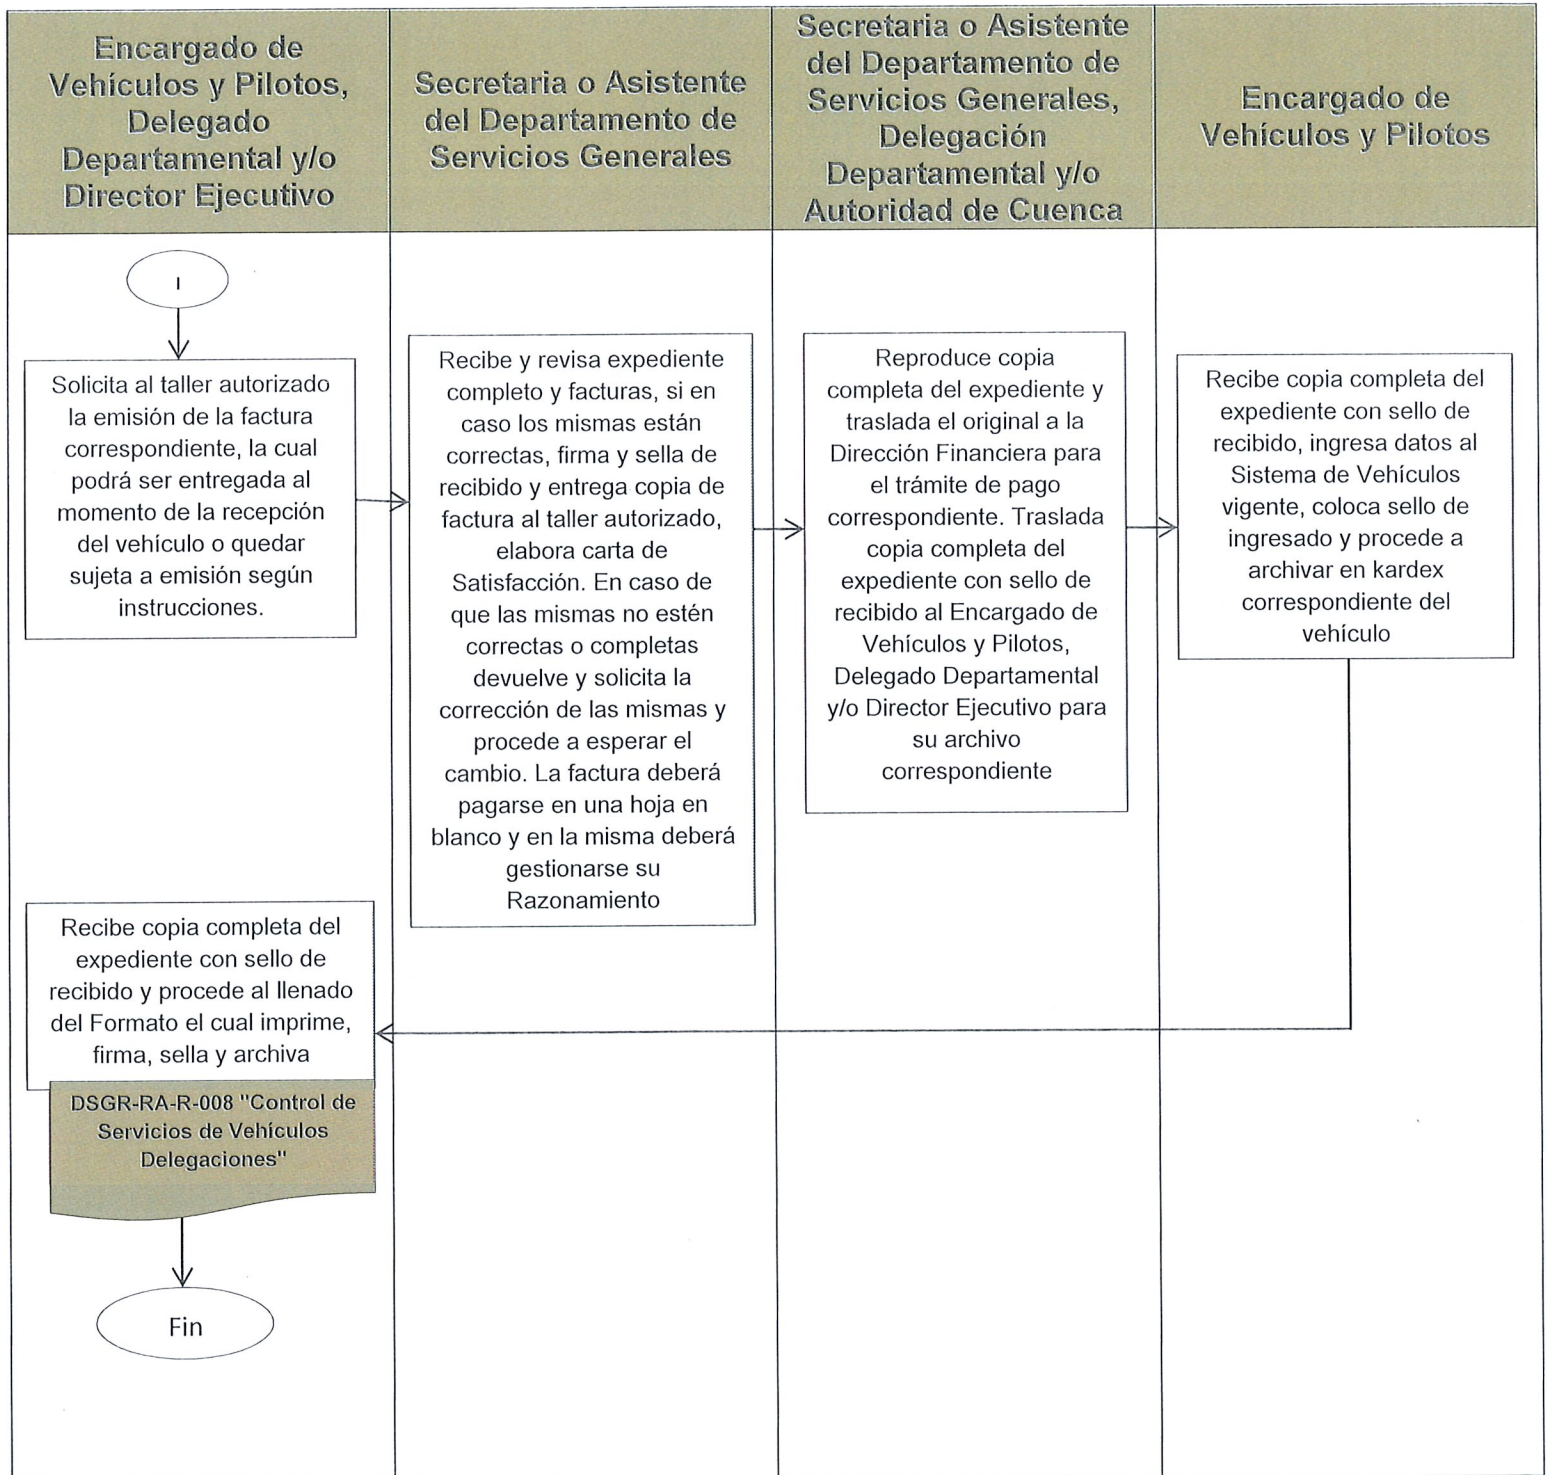 Encargado de
Vehículos y Pilotos,
Delegado
Departamental y/o
Director Ejecutivo
Secretaria o Asistente
del Departamento de
Servicios Generales
Secretaria o Asistente
del Departamento de
Servicios Generales,
Delegación
Departamental y/o
Autoridad de Cuenca
Encargado de
Vehículos y Pilotos
I
Solicita al taller autorizado
la emisión de la factura
correspondiente, la cual
podrá ser entregada al
momento de la recepción
del vehículo o quedar
sujeta a emisión según
instrucciones.
Recibe y revisa expediente
completo y facturas, si en
caso los mismas están
correctas, firma y sella de
recibido y entrega copia de
factura al taller autorizado,
elabora carta de
Satisfacción. En caso de
que las mismas no estén
correctas o completas
devuelve y solicita la
corrección de las mismas y
procede a esperar el
cambio. La factura deberá
pagarse en una hoja en
blanco y en la misma deberá
gestionarse su
Razonamiento
Reproduce copia
completa del expediente y
traslada el original a la
Dirección Financiera para
el trámite de pago
correspondiente. Traslada
copia completa del
expediente con sello de
recibido al Encargado de
Vehículos y Pilotos,
Delegado Departamental
y/o Director Ejecutivo para
su archivo
correspondiente
Recibe copia completa del
expediente con sello de
recibido, ingresa datos al
Sistema de Vehículos
vigente, coloca sello de
ingresado y procede a
archivar en kardex
correspondiente del
vehículo
Recibe copia completa del
expediente con sello de
recibido y procede al llenado
del Formato el cual imprime,
firma, sella y archiva
DSGR-RA-R-008 "Control de
Servicios de Vehículos
Delegaciones"
Fin